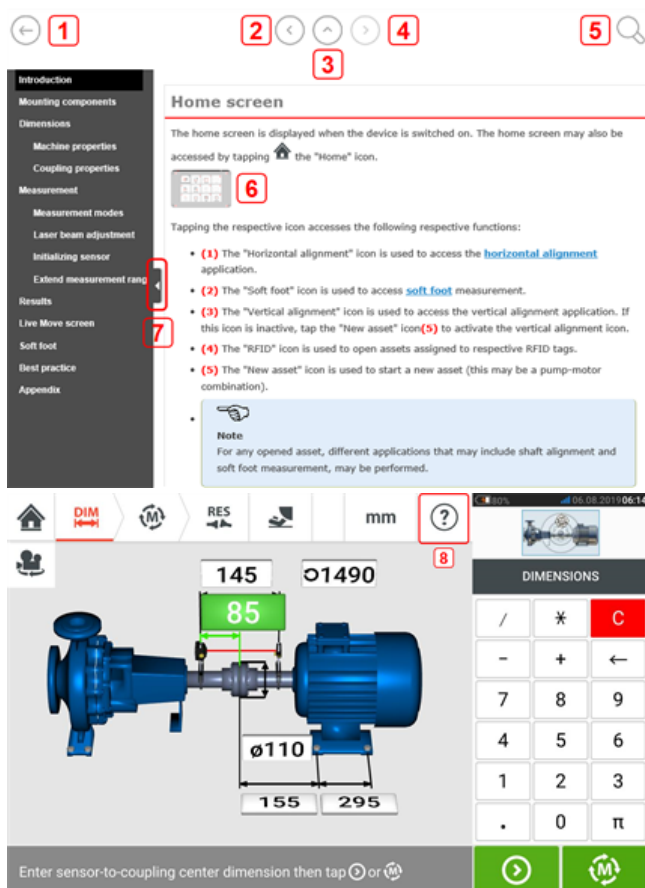 1
2
3
4
5
Introduction
Mounting components
Dimensions
Machine properties
Coupling properties
Measurement
Measurement modes
Laser beam adjustment
Initializing sensor
Extend measurement rang
Results
Live Move screen
Soft foot
Best practice
Appendix
7
Home screen
The home screen is displayed when the device is switched on. The home screen may also be
accessed by tapping the "Home" icon.
6
Tapping the respective icon accesses the following respective functions:
• (1) The "Horizontal alignment" icon is used to access the horizontal alignment
application.
• (2) The "Soft foot" icon is used to access soft foot measurement.
• (3) The "Vertical alignment" icon is used to access the vertical alignment application. If
this icon is inactive, tap the "New asset" icon(5) to activate the vertical alignment icon.
• (4) The "RFID" icon is used to open assets assigned to respective RFID tags.
• (5) The "New asset" icon is used to start a new asset (this may be a pump-motor
combination).
•
Note
For any opened asset, different applications that may include shaft alignment and
soft foot measurement, may be performed.
DIM
M
RES
mm
?
8
80%
06.08.2019 06:14
145
1490
85
ø110
155
295
DIMENSIONS
/ * C
- + ←
7 8 9
4 5 6
1 2 3
. 0 π
Enter sensor-to-coupling center dimension then tap or M
M